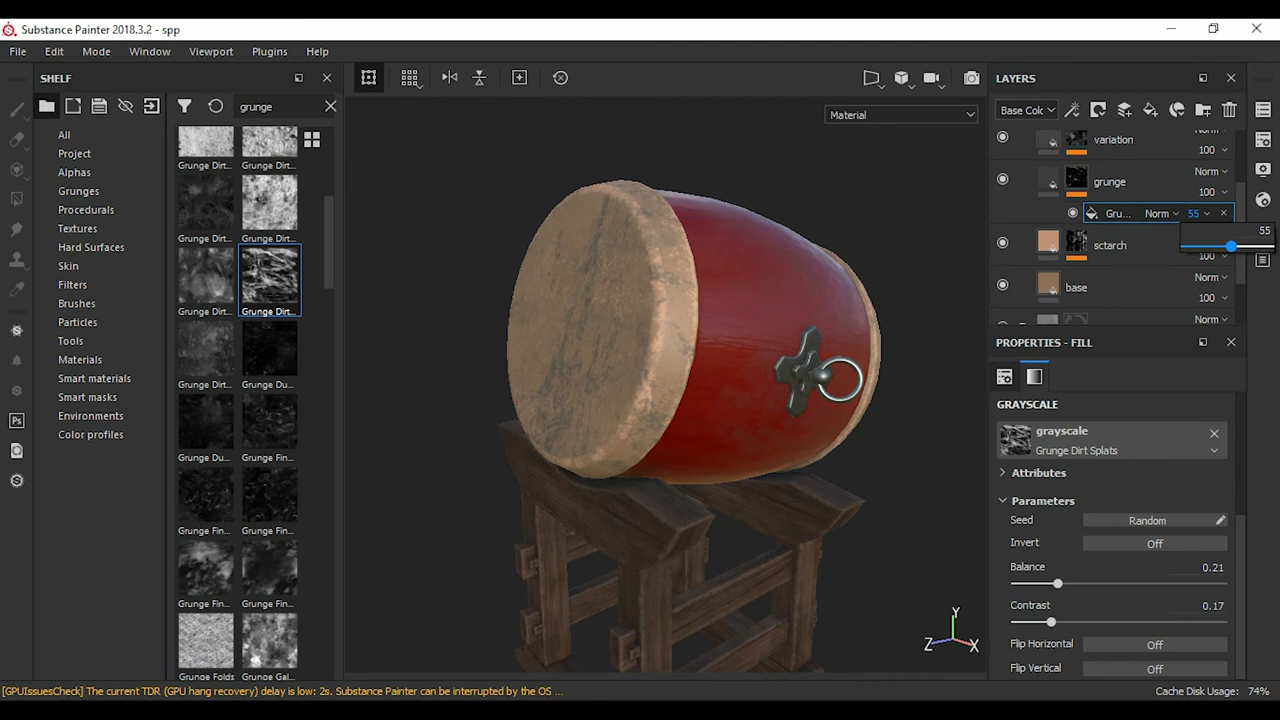 Substance Painter 2018.3.2 - spp
File Edit Mode Window Viewport Plugins Help
SHELF
grunge
All
Project
Alphas
Grunges
Procedurals
Textures
Hard Surfaces
Skin
Filters
Brushes
Particles
Tools
Materials
Smart materials
Smart masks
Environments
Color profiles
Ps
Grunge Dirt... Grunge Dirt...
Grunge Dirt... Grunge Dirt...
Grunge Dirt... Grunge Dirt...
Grunge Dirt... Grunge Du...
Grunge Du... Grunge Fin...
Grunge Fin... Grunge Fin...
Grunge Fin... Grunge Fin...
Grunge Folds Grunge Gal...
Material
Y
Z X
LAYERS
Base Col
Norm
variation
100
Norm
grunge
100
Gru... Norm 55
55
sctarch
100
Norm
base
100
Norm
PROPERTIES - FILL
GRAYSCALE
grayscale
Grunge Dirt Splats
Attributes
Parameters
Seed Random
Invert Off
Balance 0.21
Contrast 0.17
Flip Horizontal Off
Flip Vertical Off
[GPUIssuesCheck] The current TDR (GPU hang recovery) delay is low: 2s. Substance Painter can be interrupted by the OS ...
Cache Disk Usage: 74%